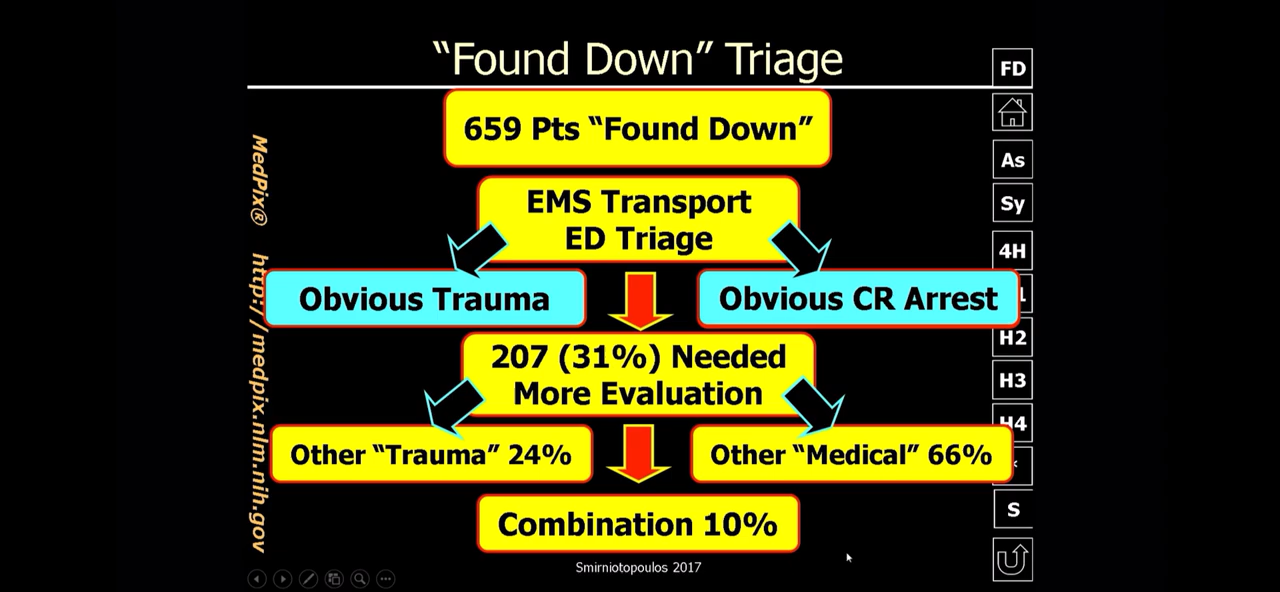 “Found Down” Triage
FD
659 Pts “Found Down”
As
EMS Transport
ED Triage
Sy
4H
Obvious Trauma
Obvious CR Arrest
207 (31%) Needed
More Evaluation
H2
H3
H4
Other “Trauma” 24%
Other “Medical” 66%
S
Combination 10%
Smirniotopoulos 2017
MedPix® http://medpix.nlm.nih.gov